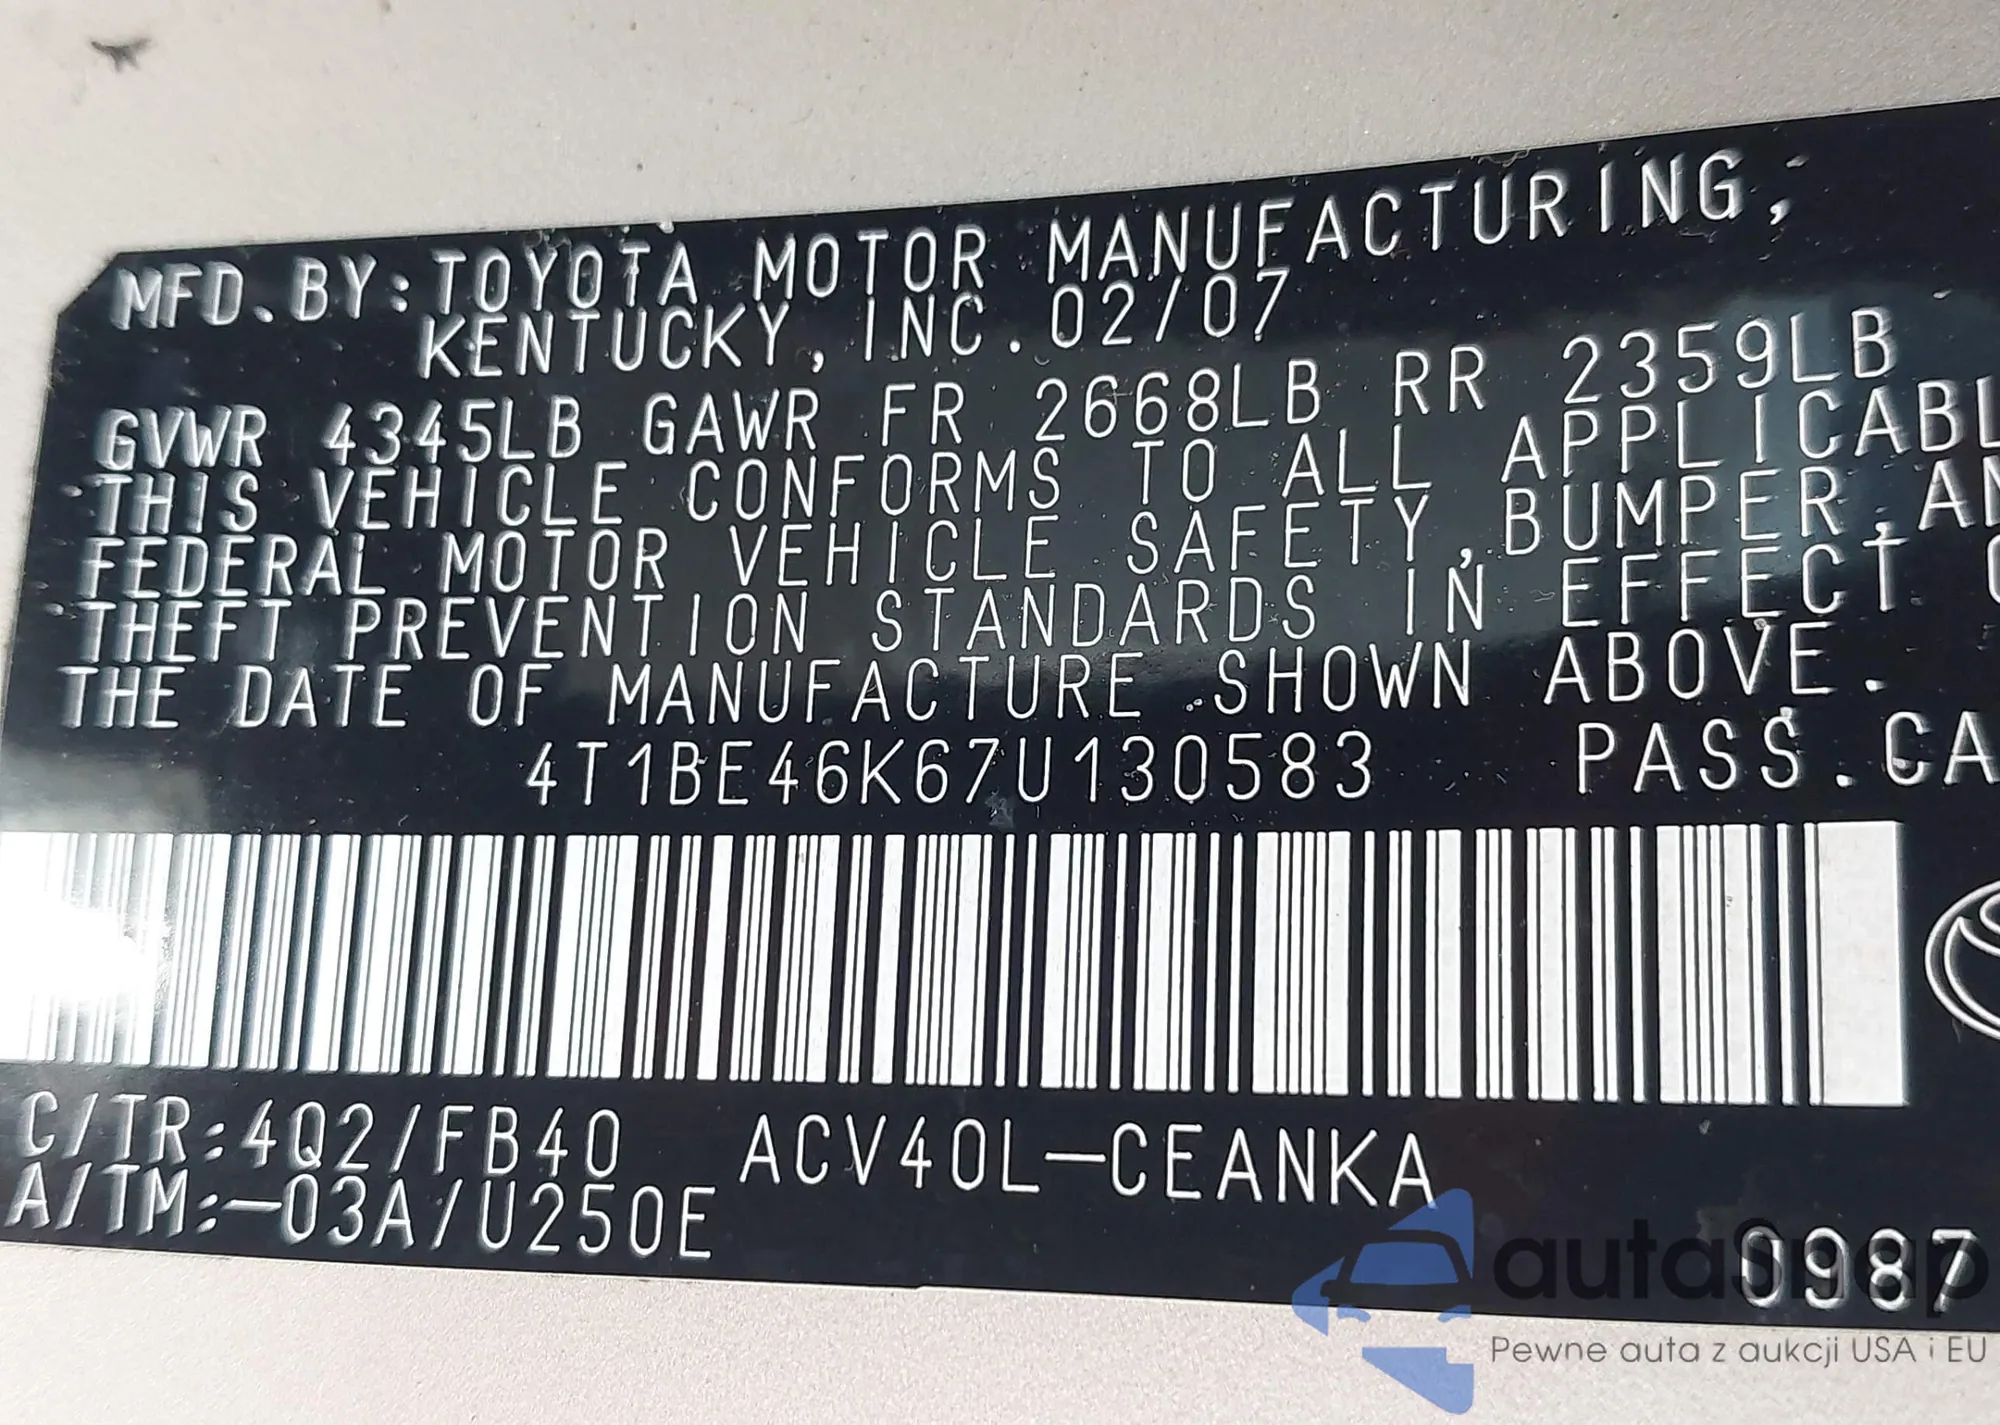 MFD.BY:TOYOTA MOTOR MANUFACTURING,
KENTUCKY, INC. 02/07
GVWR 4345LB GAWR FR 2668LB RR 2359LB
THIS VEHICLE CONFORMS TO ALL APPLICABL
FEDERAL MOTOR VEHICLE SAFETY,BUMPER,AN
THEFT PREVENTION STANDARDS IN EFFECT O
THE DATE OF MANUFACTURE SHOWN ABOVE.
4T1BE46K67U130583 PASS.CA
C/TR:4Q2/FB40 ACV40L-CEANKA
A/TM:-03A/U250E
0987
autasnap
Pewne auta z aukcji USA i EU